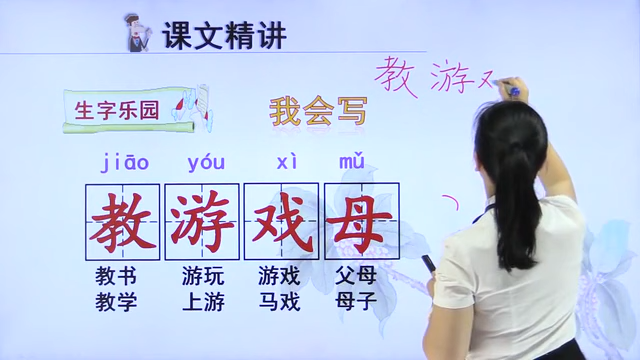 课文精讲
教游
生字乐园
我会写
jiāo yóu xì mǔ
教游戏母
教书 游玩 游戏 父母
教学 上游 马戏 母子